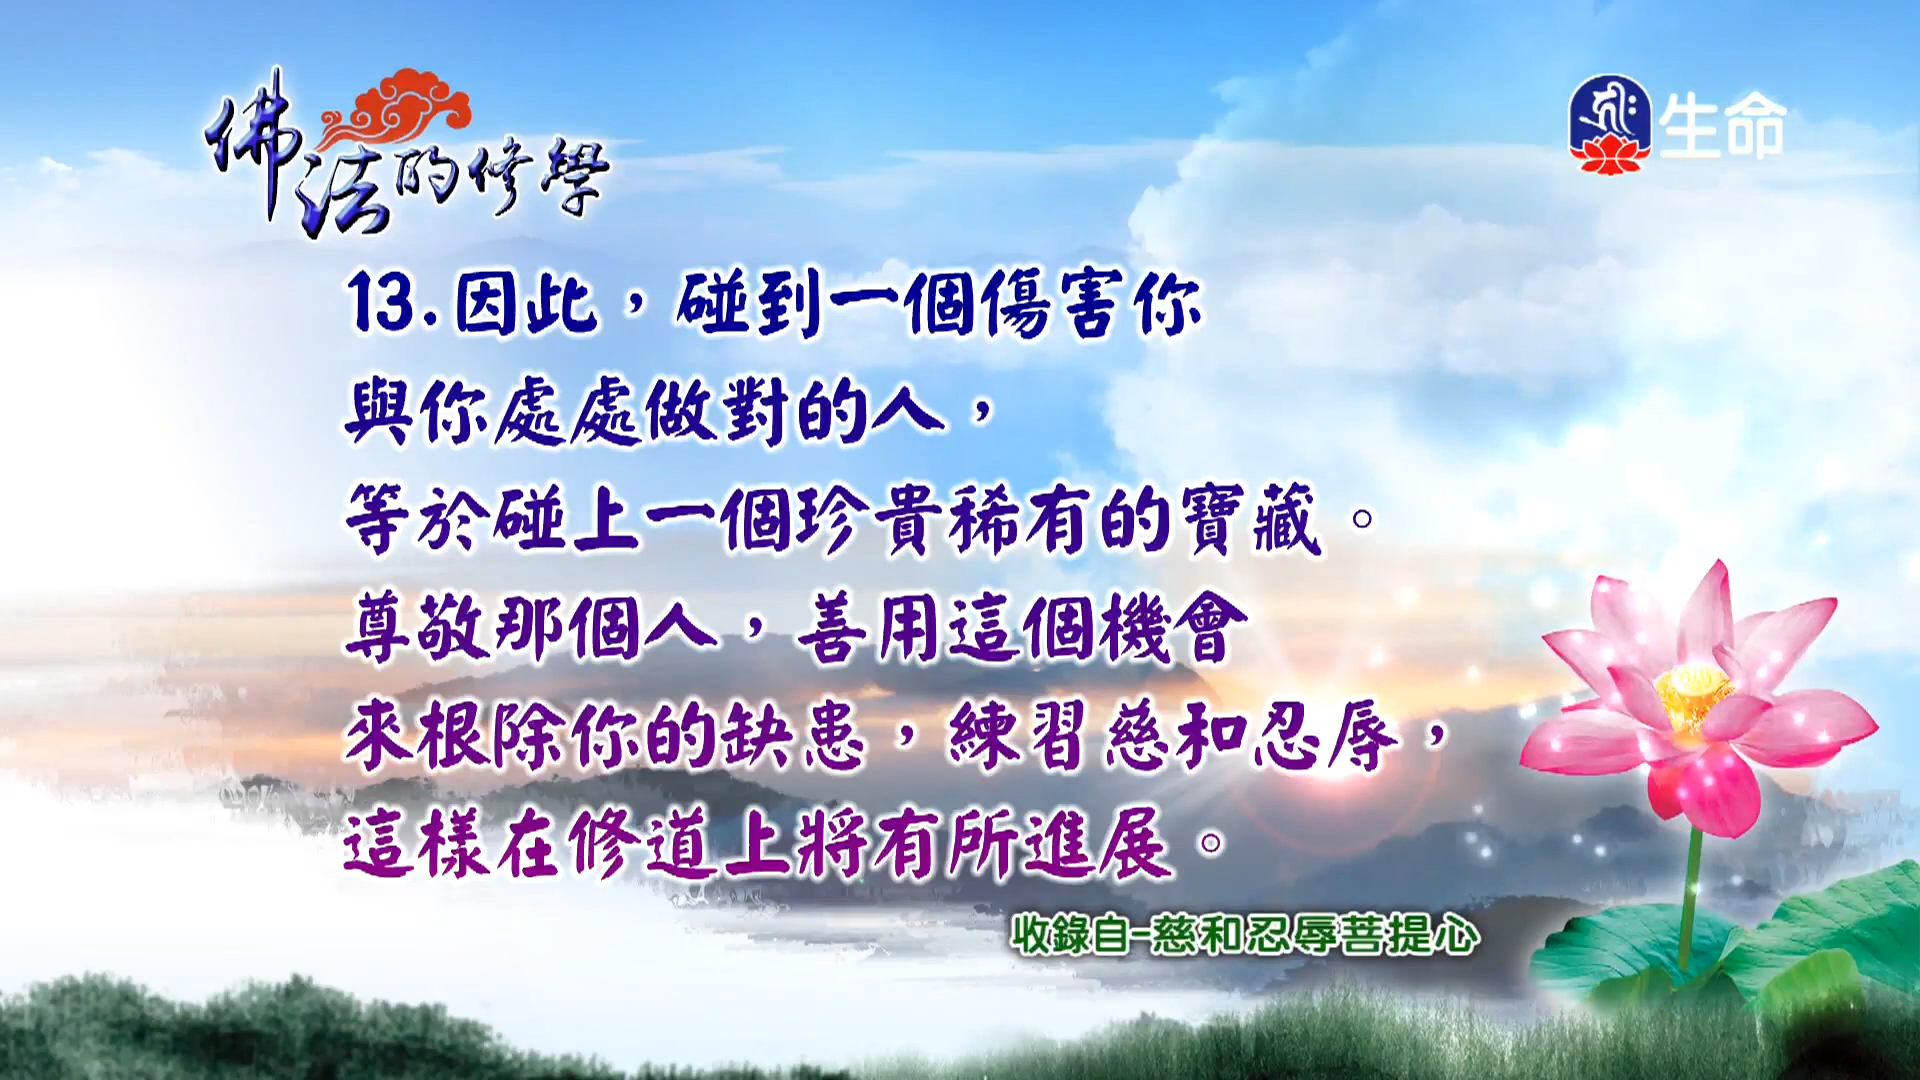 佛法的修學
生命
13.因此，碰到一個傷害你
與你處處做對的人，
等於碰上一個珍貴稀有的寶藏。
尊敬那個人，善用這個機會
來根除你的缺患，練習慈和忍辱，
這樣在修道上將有所進展。
收錄自-慈和忍辱菩提心